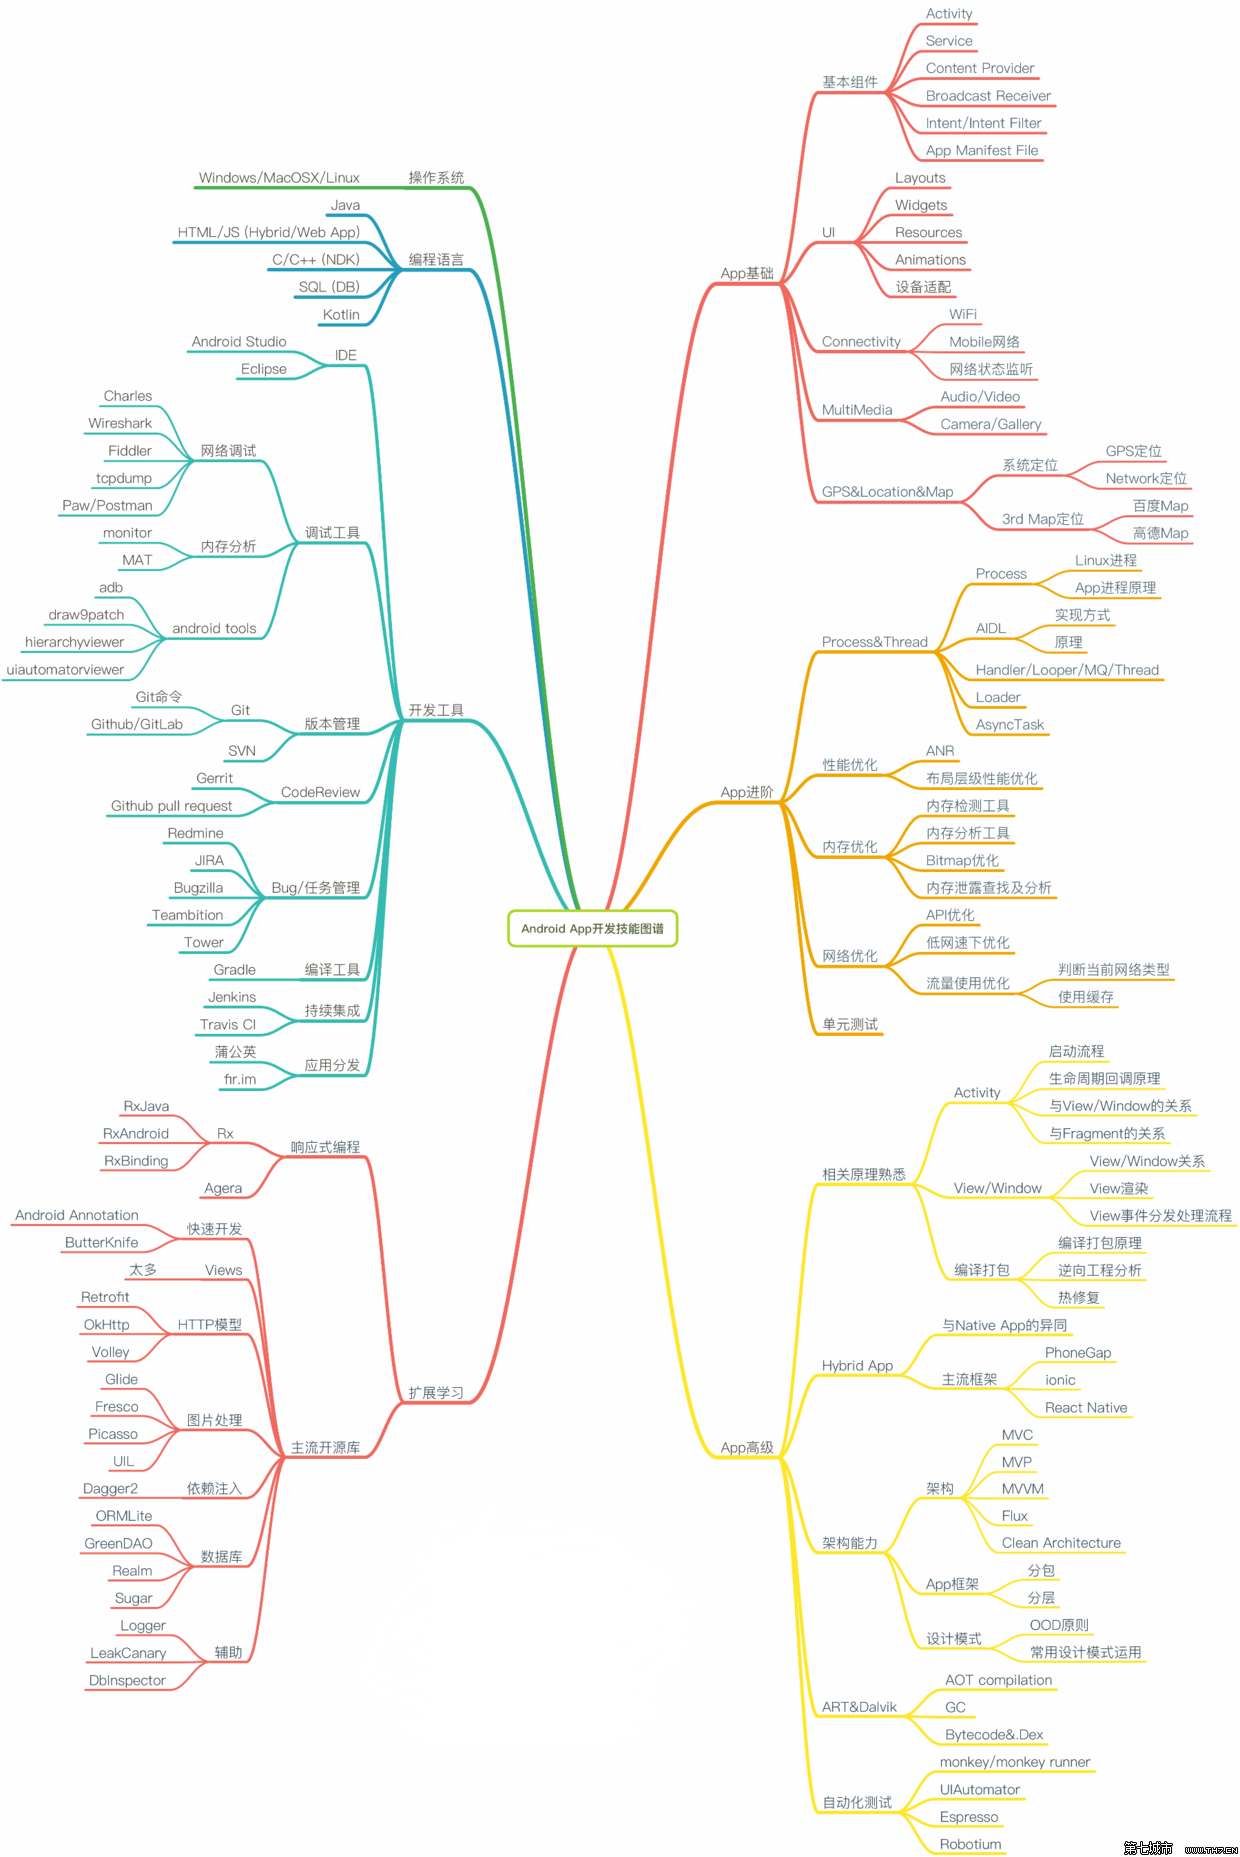 Android App开发技能图谱
操作系统
Windows/MacOSX/Linux
编程语言
Java
HTML/JS (Hybrid/Web App)
C/C++ (NDK)
SQL (DB)
Kotlin
开发工具
IDE
Android Studio
Eclipse
调试工具
网络调试
Charles
Wireshark
Fiddler
tcpdump
Paw/Postman
内存分析
monitor
MAT
android tools
adb
draw9patch
hierarchyviewer
uiautomatorviewer
版本管理
Git
Git命令
Github/GitLab
SVN
CodeReview
Gerrit
Github pull request
Bug/任务管理
Redmine
JIRA
Bugzilla
Teambition
Tower
编译工具
Gradle
持续集成
Jenkins
Travis CI
应用分发
蒲公英
fir.im
扩展学习
响应式编程
Rx
RxJava
RxAndroid
RxBinding
Agera
主流开源库
快速开发
Android Annotation
ButterKnife
Views
太多
HTTP模型
Retrofit
OkHttp
Volley
图片处理
Glide
Fresco
Picasso
UIL
依赖注入
Dagger2
数据库
ORMLite
GreenDAO
Realm
Sugar
辅助
Logger
LeakCanary
DbInspector
App基础
基本组件
Activity
Service
Content Provider
Broadcast Receiver
Intent/Intent Filter
App Manifest File
UI
Layouts
Widgets
Resources
Animations
设备适配
Connectivity
WiFi
Mobile网络
网络状态监听
MultiMedia
Audio/Video
Camera/Gallery
GPS&Location&Map
系统定位
GPS定位
Network定位
3rd Map定位
百度Map
高德Map
App进阶
Process&Thread
Process
Linux进程
App进程原理
AIDL
实现方式
原理
Handler/Looper/MQ/Thread
Loader
AsyncTask
性能优化
ANR
布局层级性能优化
内存优化
内存检测工具
内存分析工具
Bitmap优化
内存泄露查找及分析
网络优化
API优化
低网速下优化
流量使用优化
判断当前网络类型
使用缓存
单元测试
App高级
相关原理熟悉
Activity
启动流程
生命周期回调原理
与View/Window的关系
与Fragment的关系
View/Window
View/Window关系
View渲染
View事件分发处理流程
编译打包
编译打包原理
逆向工程分析
热修复
Hybrid App
与Native App的异同
主流框架
PhoneGap
ionic
React Native
架构能力
架构
MVC
MVP
MVVM
Flux
Clean Architecture
App框架
分包
分层
设计模式
OOD原则
常用设计模式运用
ART&Dalvik
AOT compilation
GC
Bytecode&.Dex
自动化测试
monkey/monkey runner
UIAutomator
Espresso
Robotium
第七城市 WWW.TH7.CN